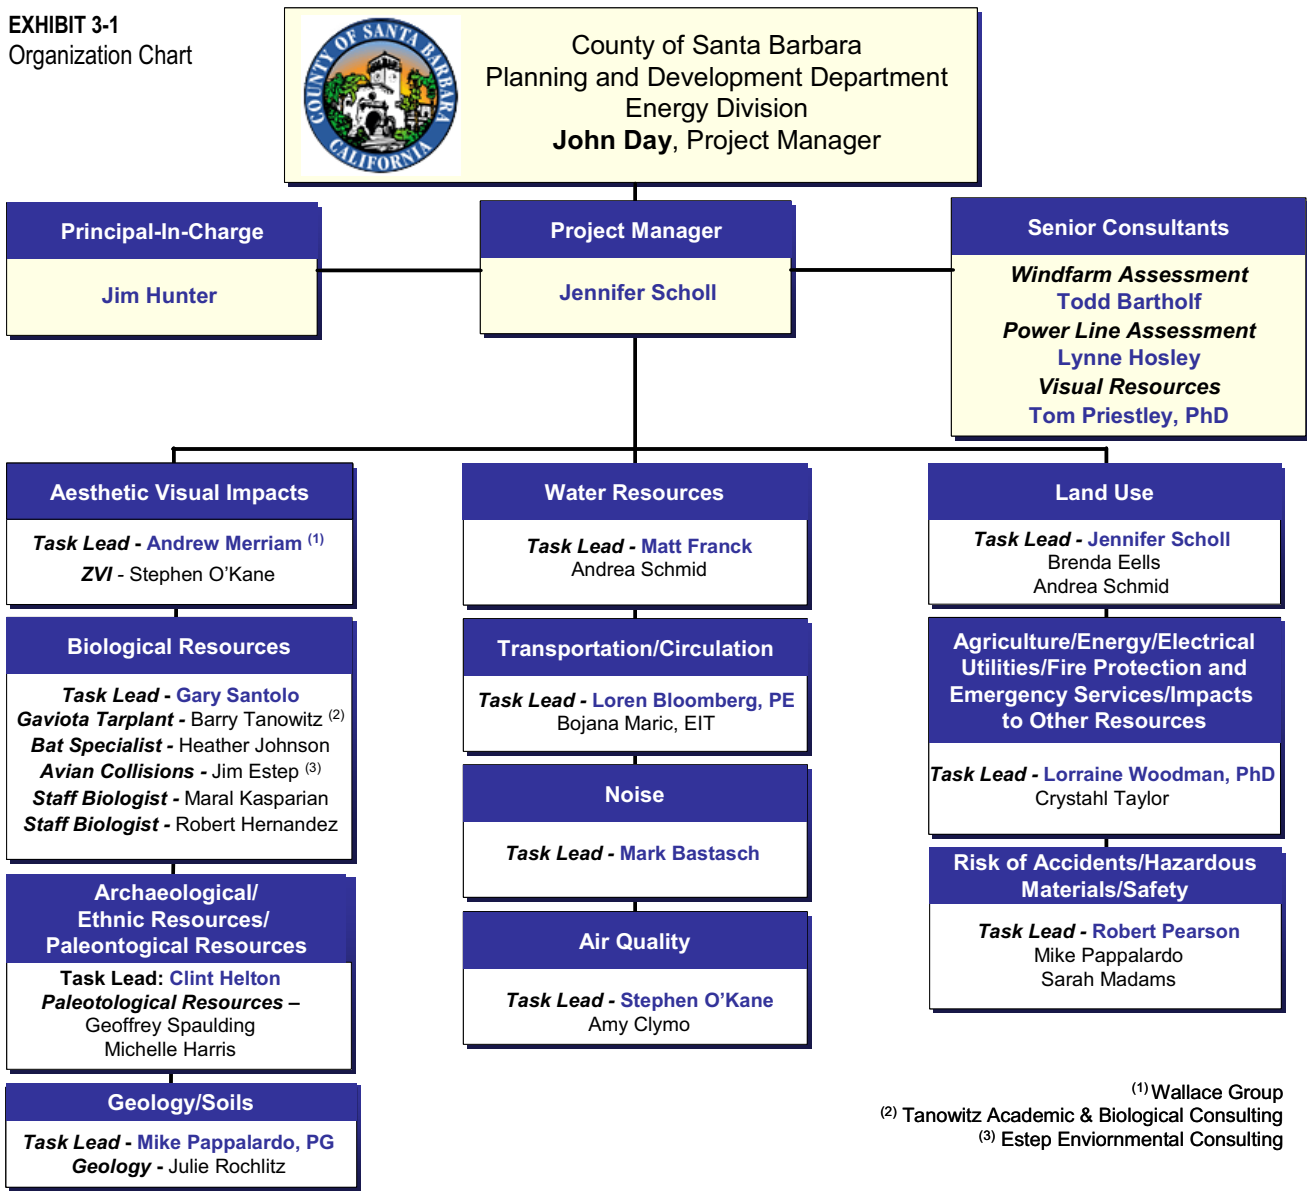 EXHIBIT 3-1
Organization Chart
COUNTY OF SANTA BARBARA
CALIFORNIA
County of Santa Barbara
Planning and Development Department
Energy Division
John Day, Project Manager
Principal-In-Charge
Jim Hunter
Project Manager
Jennifer Scholl
Senior Consultants
Windfarm Assessment
Todd Bartholf
Power Line Assessment
Lynne Hosley
Visual Resources
Tom Priestley, PhD
Aesthetic Visual Impacts
Task Lead - Andrew Merriam (1)
ZVI - Stephen O'Kane
Biological Resources
Task Lead - Gary Santolo
Gaviota Tarplant - Barry Tanowitz (2)
Bat Specialist - Heather Johnson
Avian Collisions - Jim Estep (3)
Staff Biologist - Maral Kasparian
Staff Biologist - Robert Hernandez
Archaeological/
Ethnic Resources/
Paleontogical Resources
Task Lead: Clint Helton
Paleotological Resources –
Geoffrey Spaulding
Michelle Harris
Geology/Soils
Task Lead - Mike Pappalardo, PG
Geology - Julie Rochlitz
Water Resources
Task Lead - Matt Franck
Andrea Schmid
Transportation/Circulation
Task Lead - Loren Bloomberg, PE
Bojana Maric, EIT
Noise
Task Lead - Mark Bastasch
Air Quality
Task Lead - Stephen O'Kane
Amy Clymo
Land Use
Task Lead - Jennifer Scholl
Brenda Eells
Andrea Schmid
Agriculture/Energy/Electrical
Utilities/Fire Protection and
Emergency Services/Impacts
to Other Resources
Task Lead - Lorraine Woodman, PhD
Crystahl Taylor
Risk of Accidents/Hazardous
Materials/Safety
Task Lead - Robert Pearson
Mike Pappalardo
Sarah Madams
(1) Wallace Group
(2) Tanowitz Academic & Biological Consulting
(3) Estep Enviornmental Consulting